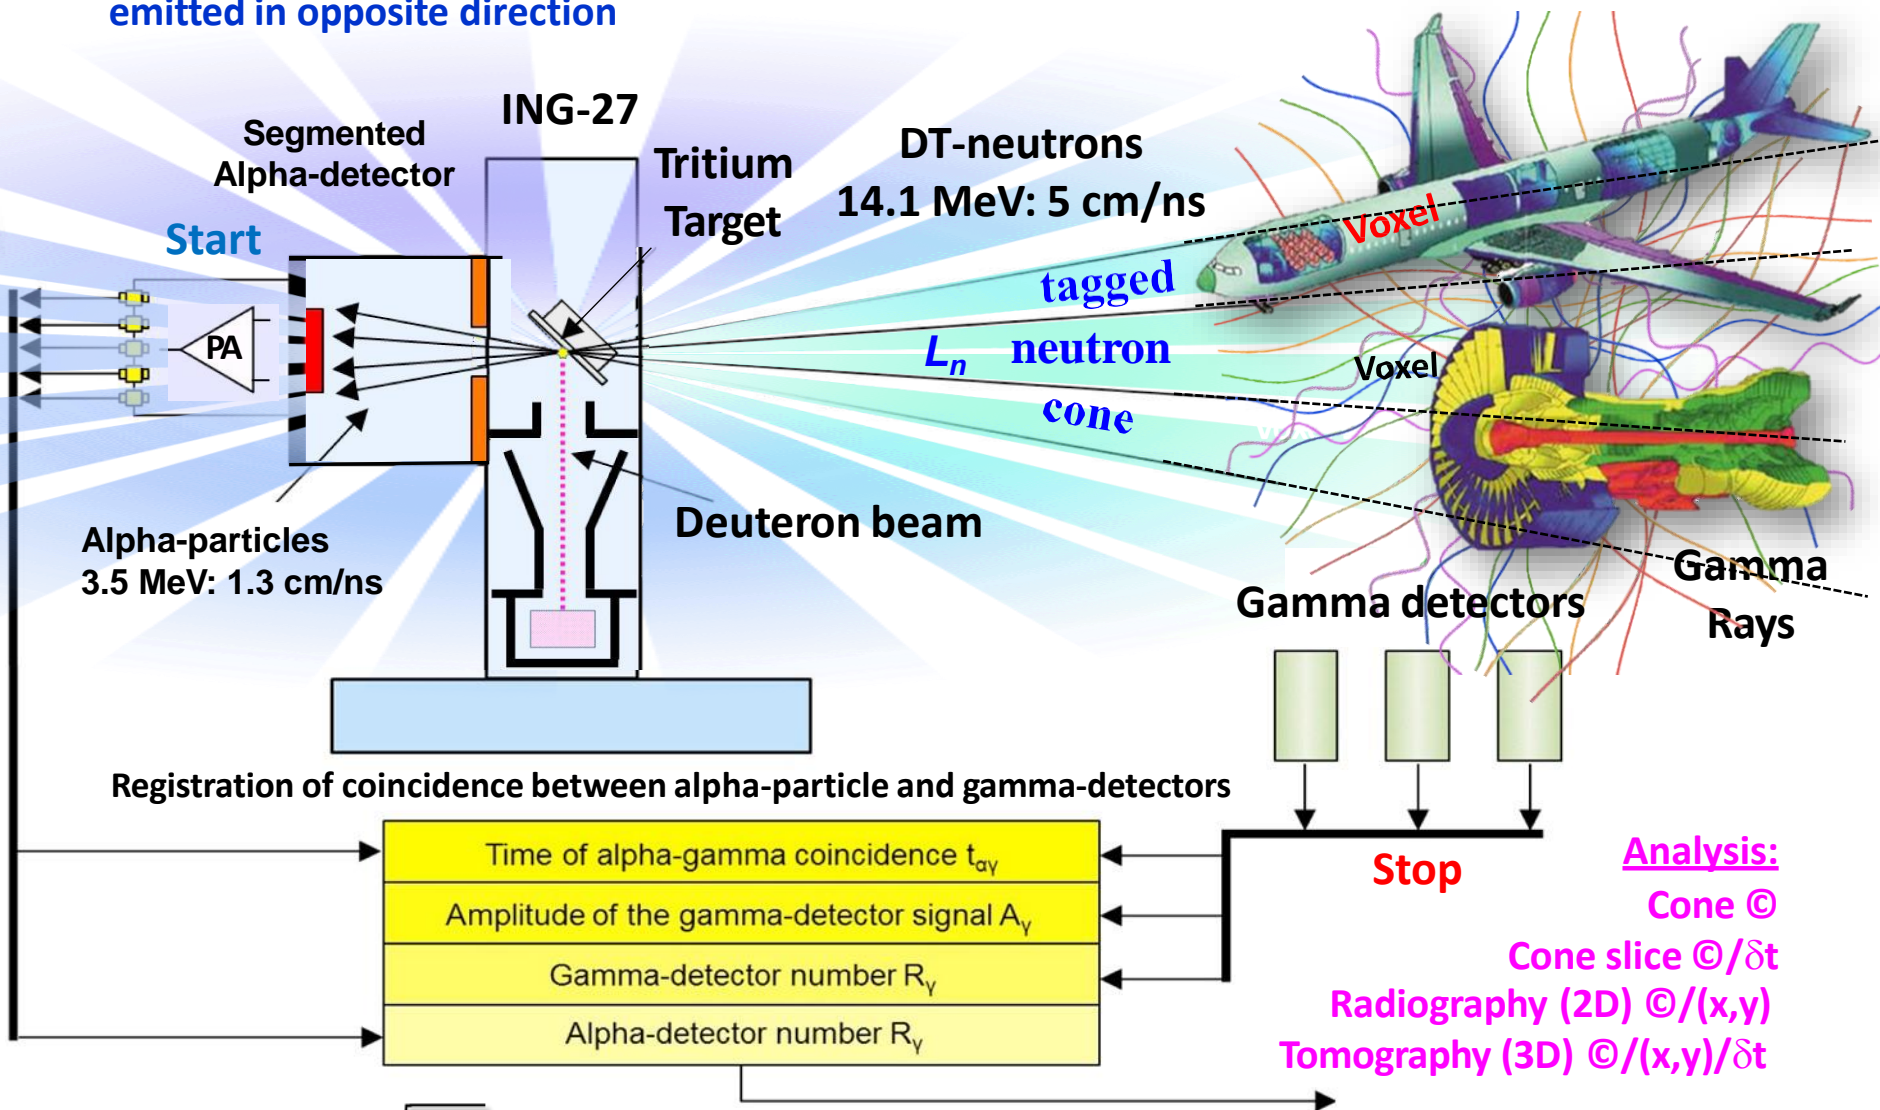 emitted in opposite direction
ING-27
Segmented
Alpha-detector
Tritium
Target
DT-neutrons
14.1 MeV: 5 cm/ns
Start
Voxel
tagged
PA
Ln neutron
Voxel
cone
Deuteron beam
Alpha-particles
3.5 MeV: 1.3 cm/ns
Gamma
Rays
Gamma detectors
Registration of coincidence between alpha-particle and gamma-detectors
Time of alpha-gamma coincidence tαγ
Amplitude of the gamma-detector signal Aγ
Gamma-detector number Rγ
Alpha-detector number Rγ
Stop
Analysis:
Cone ©
Cone slice ©/δt
Radiography (2D) ©/(x,y)
Tomography (3D) ©/(x,y)/δt